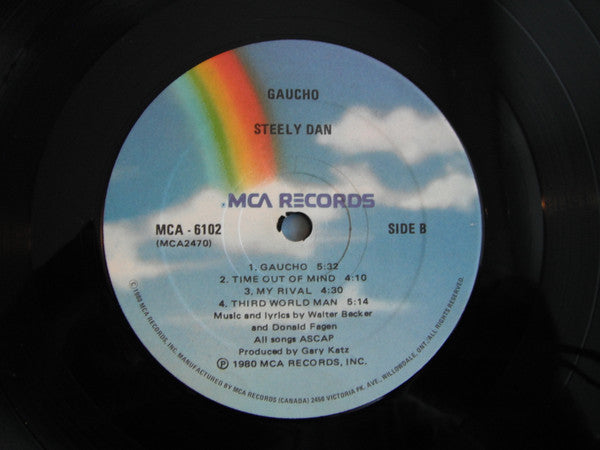 GAUCHO
STEELY DAN
MCA RECORDS
MCA - 6102
(MCA2470)
SIDE B
1. GAUCHO 5:32
2. TIME OUT OF MIND 4:10
3. MY RIVAL 4:30
4. THIRD WORLD MAN 5:14
Music and lyrics by Walter Becker
and Donald Fagen
All songs ASCAP
Produced by Gary Katz
℗ 1980 MCA RECORDS, INC.
© 1980 MCA RECORDS, INC. MANUFACTURED BY MCA RECORDS (CANADA) 2450 VICTORIA PK. AVE., WILLOWDALE, ONT./ALL RIGHTS RESERVED.